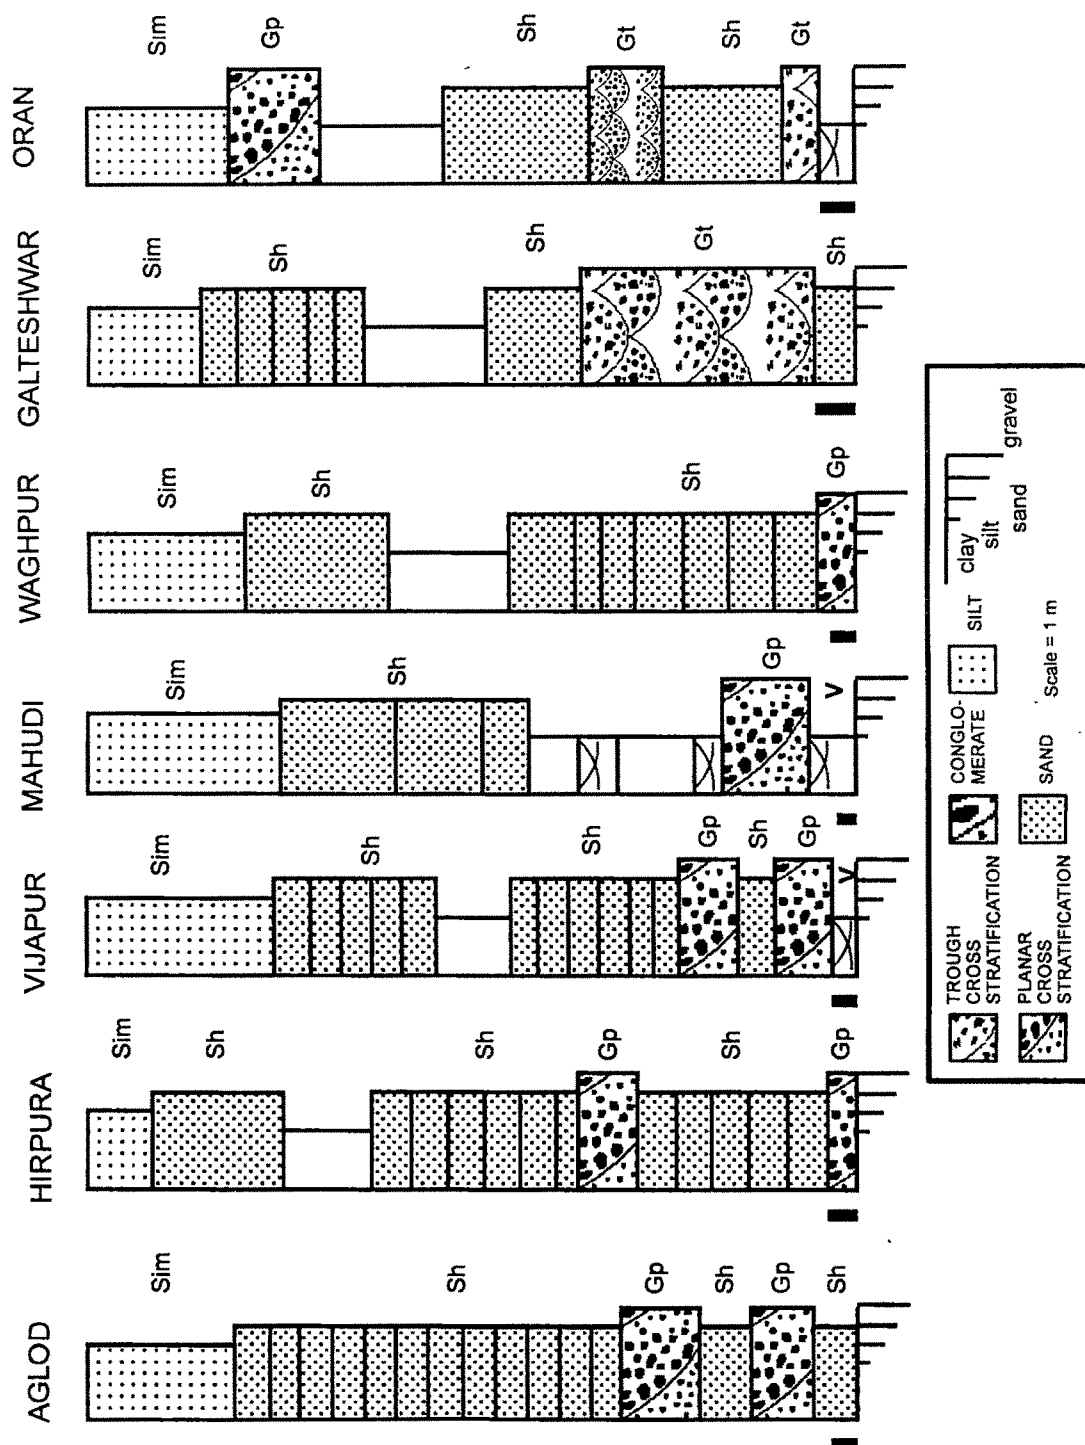 AGLOD
Sim
Sh
Gp
Sh
Gp
Sh
HIRPURA
Sim
Sh
Sh
Gp
Sh
Gp
VIJAPUR
Sim
Sh
Sh
Gp
Sh
Gp
V
MAHUDI
Sim
Sh
Gp
V
WAGHPUR
Sim
Sh
Sh
Gp
GALTESHWAR
Sim
Sh
Sh
Gt
Sh
ORAN
Sim
Gp
Sh
Gt
Sh
Gt
TROUGH
CROSS
STRATIFICATION
CONGLO-
MERATE
SILT
PLANAR
CROSS
STRATIFICATION
SAND
Scale = 1 m
clay
silt
sand
gravel